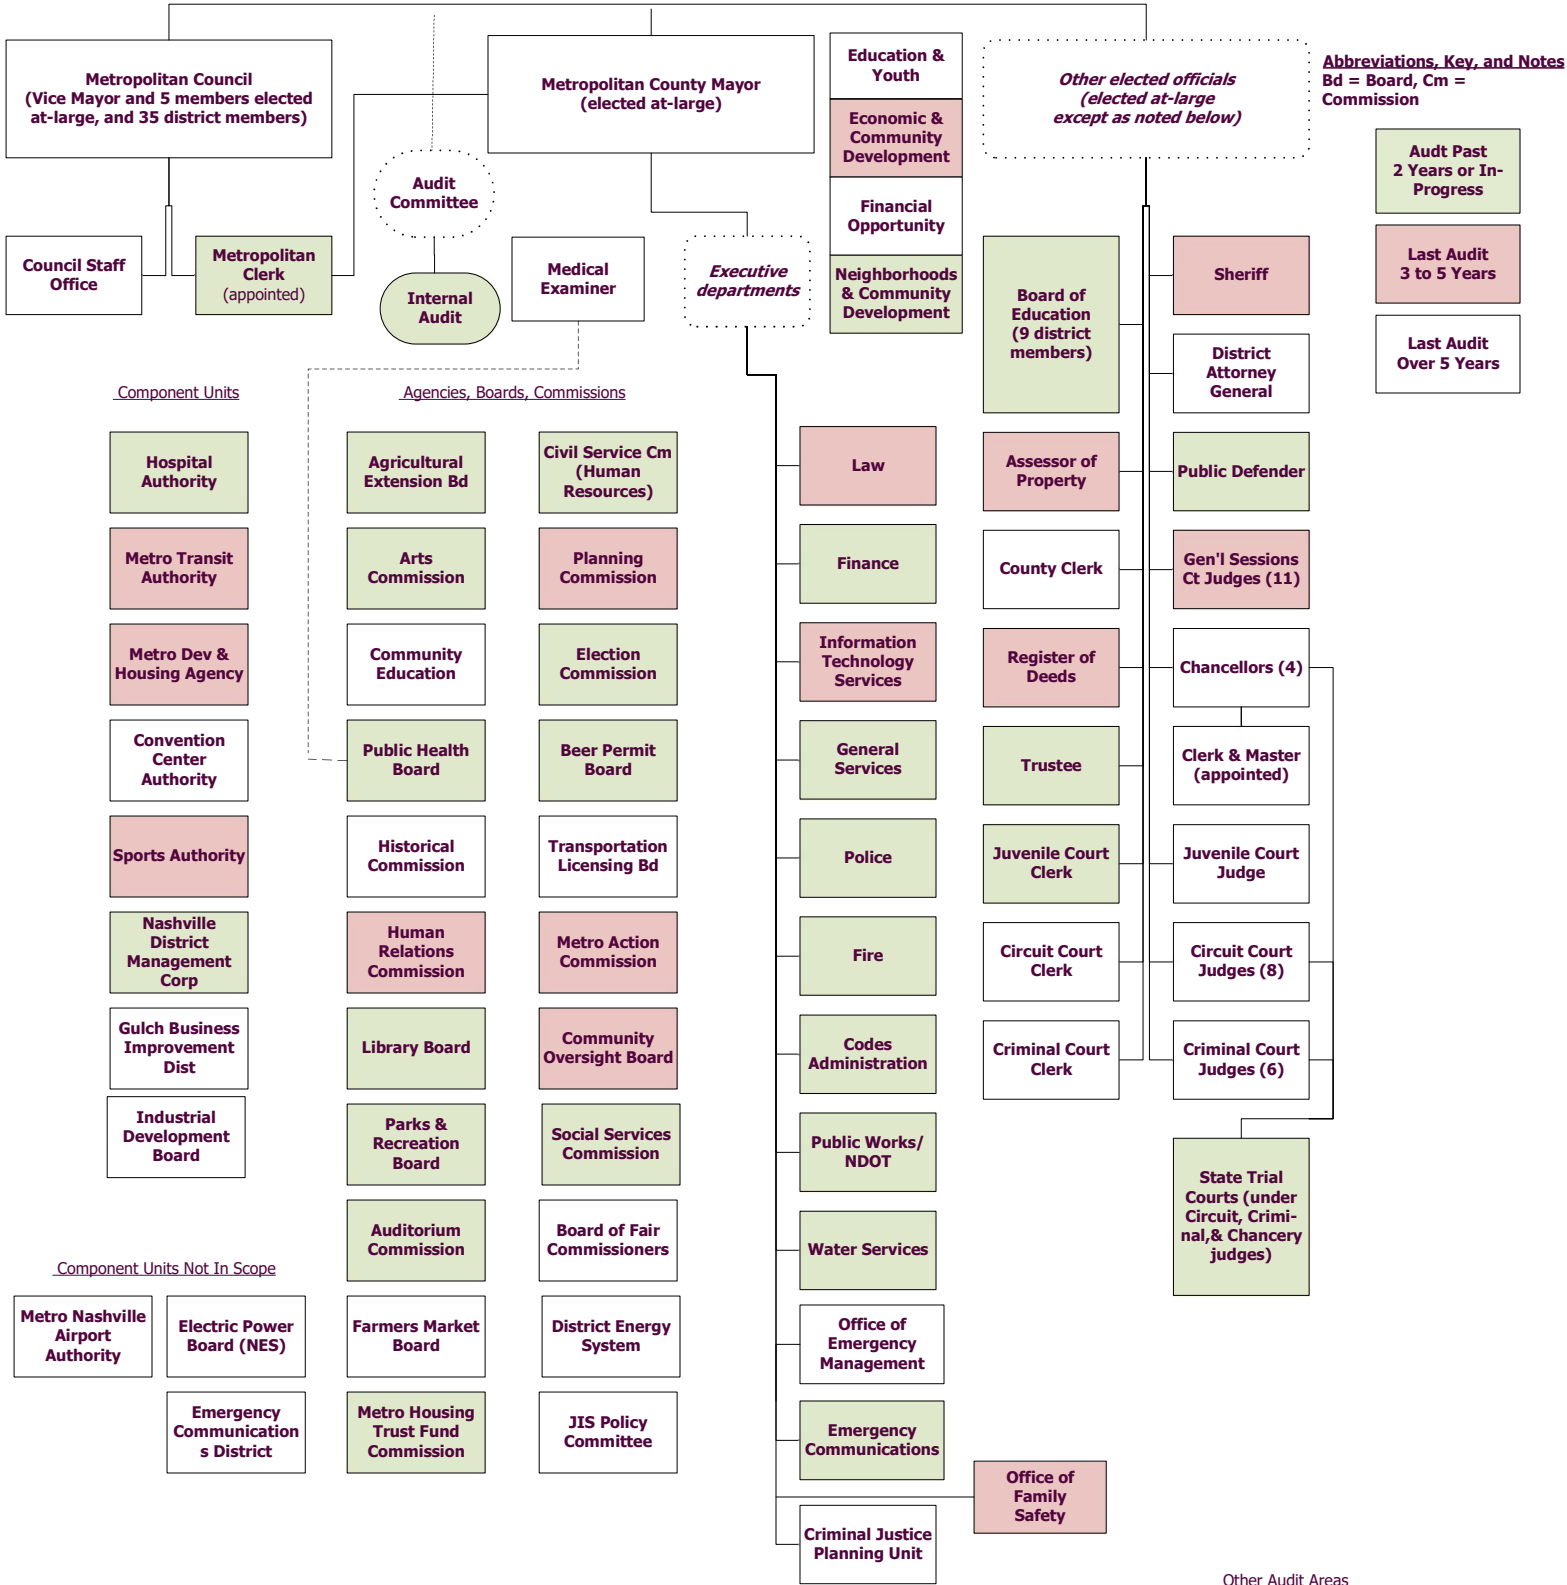 Metropolitan Council
(Vice Mayor and 5 members elected
at-large, and 35 district members)
Metropolitan County Mayor
(elected at-large)
Education &
Youth
Economic &
Community
Development
Financial
Opportunity
Neighborhoods
& Community
Development
Other elected officials
(elected at-large
except as noted below)
Abbreviations, Key, and Notes
Bd = Board, Cm =
Commission
Audt Past
2 Years or In-
Progress
Last Audit
3 to 5 Years
Last Audit
Over 5 Years
Audit
Committee
Council Staff
Office
Metropolitan
Clerk
(appointed)
Internal
Audit
Medical
Examiner
Executive
departments
Component Units
Hospital
Authority
Metro Transit
Authority
Metro Dev &
Housing Agency
Convention
Center
Authority
Sports Authority
Nashville
District
Management
Corp
Gulch Business
Improvement
Dist
Industrial
Development
Board
Component Units Not In Scope
Metro Nashville
Airport
Authority
Electric Power
Board (NES)
Emergency
Communication
s District
Agencies, Boards, Commissions
Agricultural
Extension Bd
Arts
Commission
Community
Education
Public Health
Board
Historical
Commission
Human
Relations
Commission
Library Board
Parks &
Recreation
Board
Auditorium
Commission
Farmers Market
Board
Metro Housing
Trust Fund
Commission
Civil Service Cm
(Human
Resources)
Planning
Commission
Election
Commission
Beer Permit
Board
Transportation
Licensing Bd
Metro Action
Commission
Community
Oversight Board
Social Services
Commission
Board of Fair
Commissioners
District Energy
System
JIS Policy
Committee
Law
Finance
Information
Technology
Services
General
Services
Police
Fire
Codes
Administration
Public Works/
NDOT
Water Services
Office of
Emergency
Management
Emergency
Communications
Office of
Family
Safety
Criminal Justice
Planning Unit
Board of
Education
(9 district
members)
Assessor of
Property
County Clerk
Register of
Deeds
Trustee
Juvenile Court
Clerk
Circuit Court
Clerk
Criminal Court
Clerk
Sheriff
District
Attorney
General
Public Defender
Gen'l Sessions
Ct Judges (11)
Chancellors (4)
Clerk & Master
(appointed)
Juvenile Court
Judge
Circuit Court
Judges (8)
Criminal Court
Judges (6)
State Trial
Courts (under
Circuit, Crimi-
nal,& Chancery
judges)
Other Audit Areas